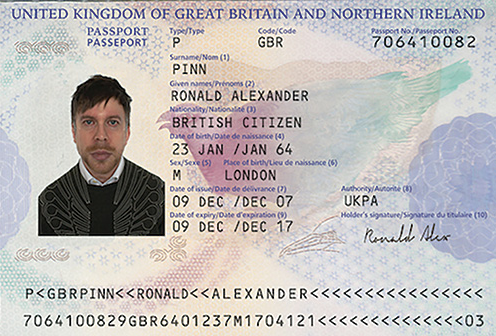 UNITED KINGDOM OF GREAT BRITAIN AND NORTHERN IRELAND
PASSPORT
PASSEPORT
Type/Type Code/Code Passport No./Passeport No.
P GBR 706410082
Surname/Nom (1)
PINN
Given names/Prénoms (2)
RONALD ALEXANDER
Nationality/Nationalité (3)
BRITISH CITIZEN
Date of birth/Date de naissance (4)
23 JAN /JAN 64
Sex/Sexe (5) Place of birth/Lieu de naissance (6)
M LONDON
Date of issue/Date de délivrance (7) Authority/Autorité (8)
09 DEC /DEC 07 UKPA
Date of expiry/Date d'expiration (9) Holder's signature/Signature du titulaire (10)
09 DEC /DEC 17 Ronald Alex
P<GBRPINN<<RONALD<<ALEXANDER<<<<<<<<<<<<<<<<
7064100829GBR6401237M1704121<<<<<<<<<<<<<<03